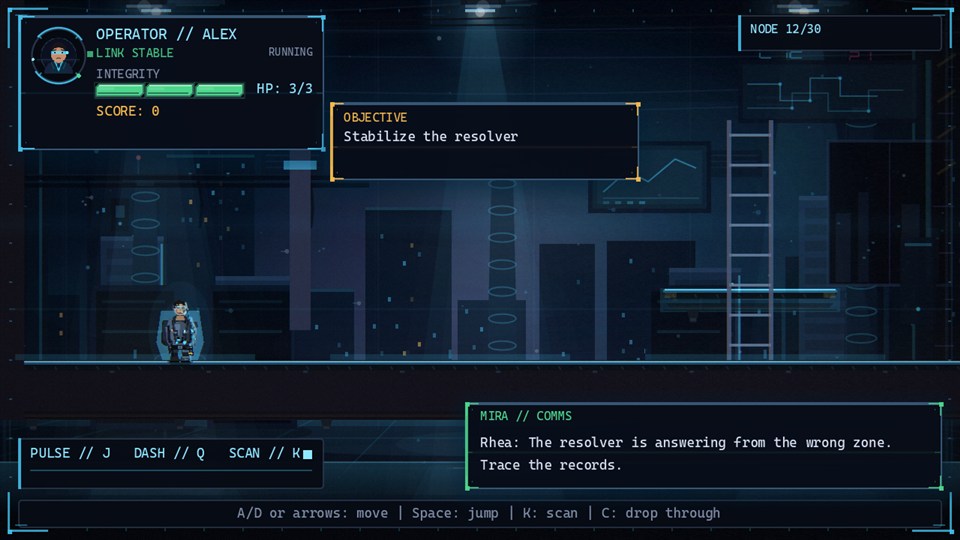 OPERATOR // ALEX
LINK STABLE
RUNNING
INTEGRITY
HP: 3/3
SCORE: 0
NODE 12/30
OBJECTIVE
Stabilize the resolver
MIRA // COMMS
Rhea: The resolver is answering from the wrong zone.
Trace the records.
PULSE // J DASH // Q SCAN // K
A/D or arrows: move | Space: jump | K: scan | C: drop through